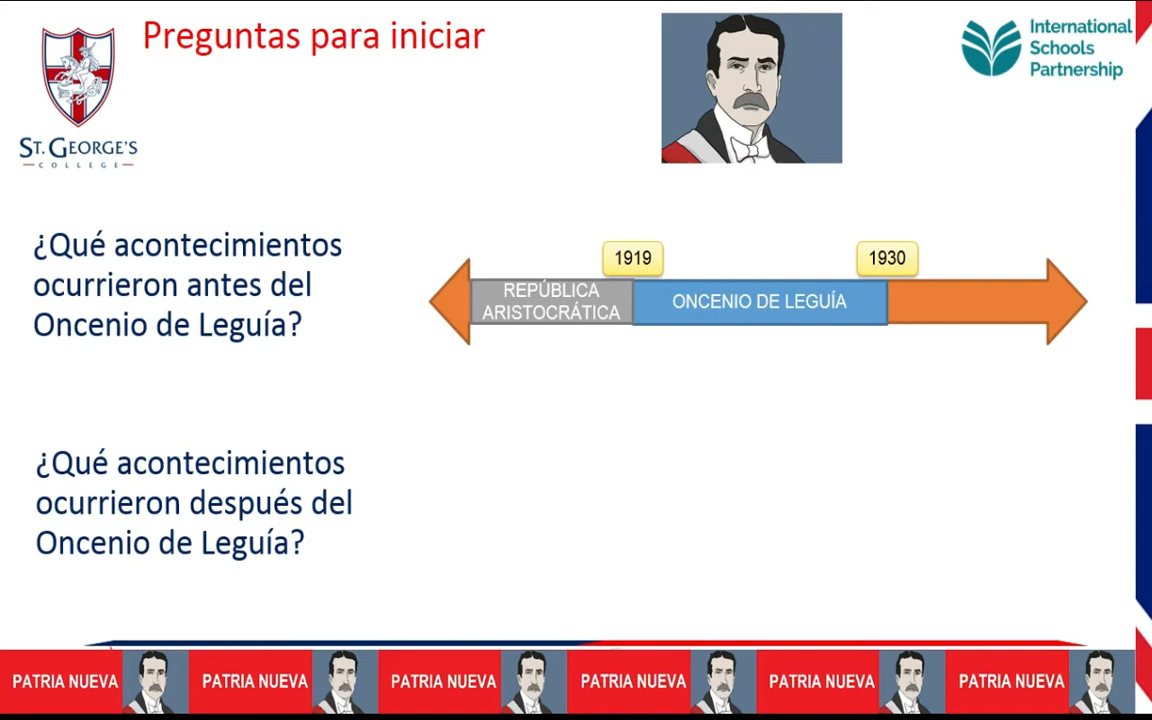 Preguntas para iniciar
ST. GEORGE'S
COLLEGE
International
Schools
Partnership
¿Qué acontecimientos
ocurrieron antes del
Oncenio de Leguía?
1919
1930
REPÚBLICA
ARISTOCRÁTICA
ONCENIO DE LEGUÍA
¿Qué acontecimientos
ocurrieron después del
Oncenio de Leguía?
PATRIA NUEVA
PATRIA NUEVA
PATRIA NUEVA
PATRIA NUEVA
PATRIA NUEVA
PATRIA NUEVA